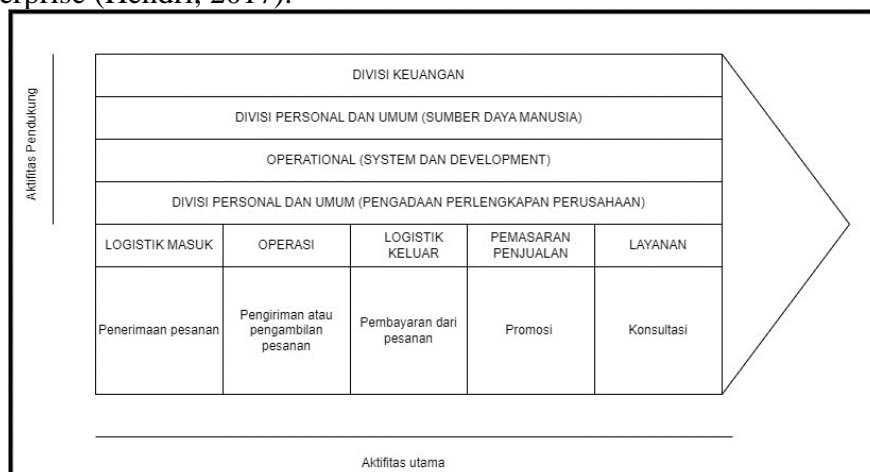 erprise (Hendri, 2017).
DIVISI KEUANGAN
DIVISI PERSONAL DAN UMUM (SUMBER DAYA MANUSIA)
OPERATIONAL (SYSTEM DAN DEVELOPMENT)
DIVISI PERSONAL DAN UMUM (PENGADAAN PERLENGKAPAN PERUSAHAAN)
Aktifitas Pendukung
LOGISTIK MASUK
OPERASI
LOGISTIK
KELUAR
PEMASARAN
PENJUALAN
LAYANAN
Penerimaan pesanan
Pengiriman atau
pengambilan
pesanan
Pembayaran dari
pesanan
Promosi
Konsultasi
Aktifitas utama